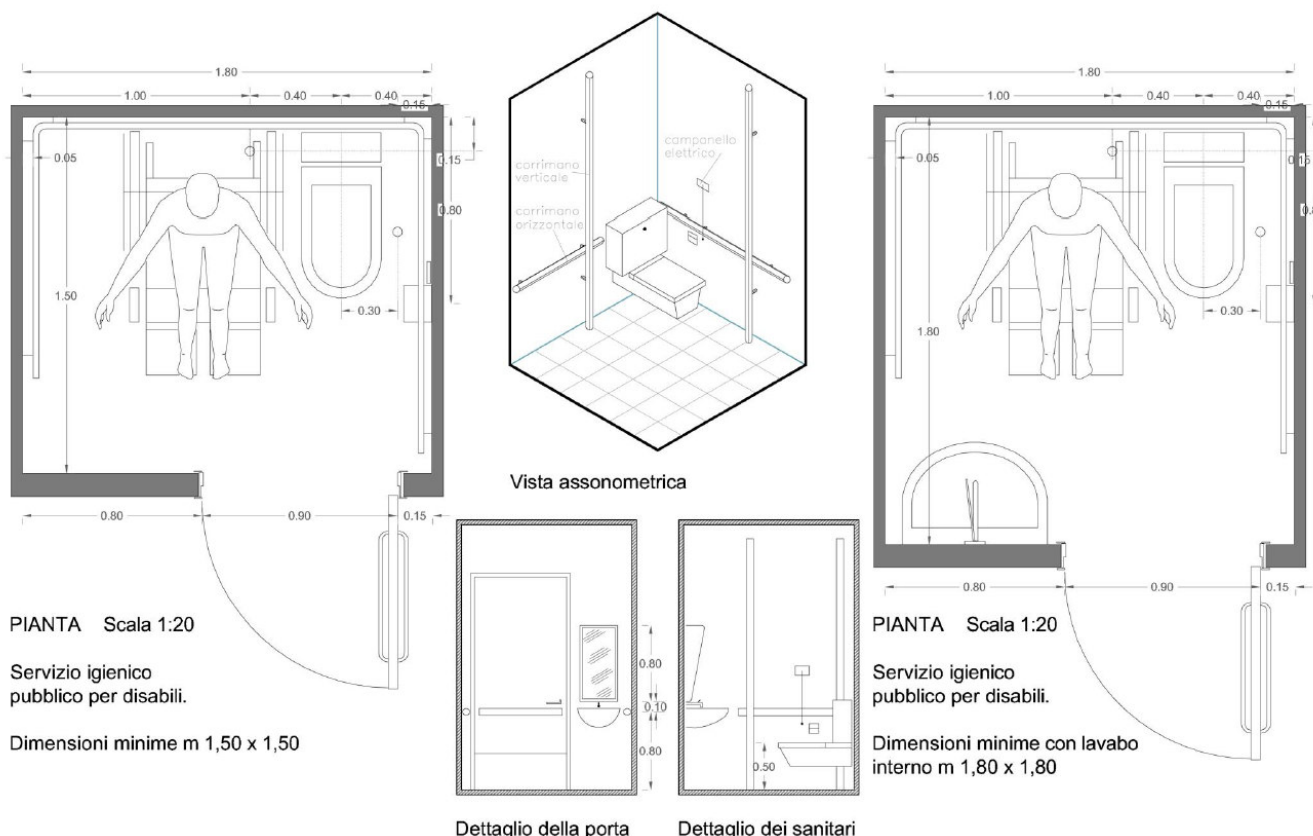 1.80
1.00
0.40
0.40
0.15
0.05
0.15
0.80
1.50
0.30
0.80
0.90
0.15
PIANTA Scala 1:20
Servizio igienico
pubblico per disabili.
Dimensioni minime m 1,50 x 1,50
corrimano
verticale
corrimano
orizzontale
campanello
elettrico
Vista assonometrica
0.80
0.10
0.80
Dettaglio della porta
0.50
Dettaglio dei sanitari
1.80
1.00
0.40
0.40
0.15
0.05
0.15
1.80
0.30
0.80
0.90
0.15
PIANTA Scala 1:20
Servizio igienico
pubblico per disabili.
Dimensioni minime con lavabo
interno m 1,80 x 1,80